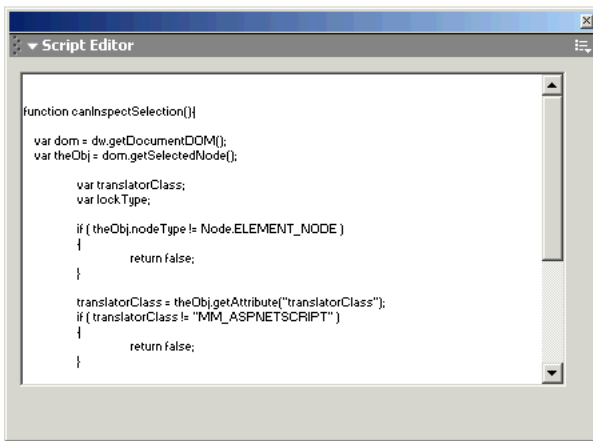 Script Editor
function canInspectSelection(){
var dom = dw.getDocumentDOM();
var theObj = dom.getSelectedNode();
var translatorClass;
var lockType;
if ( theObj.nodeType != Node.ELEMENT_NODE )
{
return false;
}
translatorClass = theObj.getAttribute("translatorClass");
if ( translatorClass != "MM_ASPNETSCRIPT" )
{
return false;
}